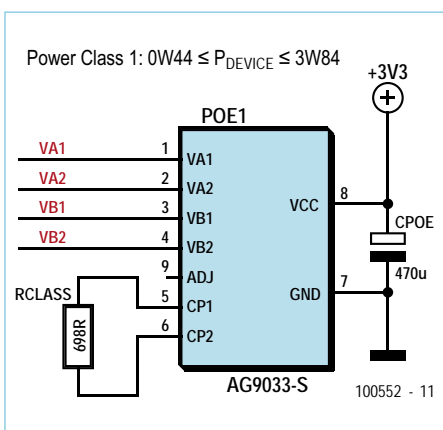 Power Class 1: 0W44 ≤ PDEVICE ≤ 3W84
+3V3
POE1
VA1 1 VA1
VA2 2 VA2
VB1 3 VB1
VB2 4 VB2
9 ADJ
5 CP1
6 CP2
VCC 8
GND 7
CPOE
470u
RCLASS
698R
AG9033-S
100552 - 11